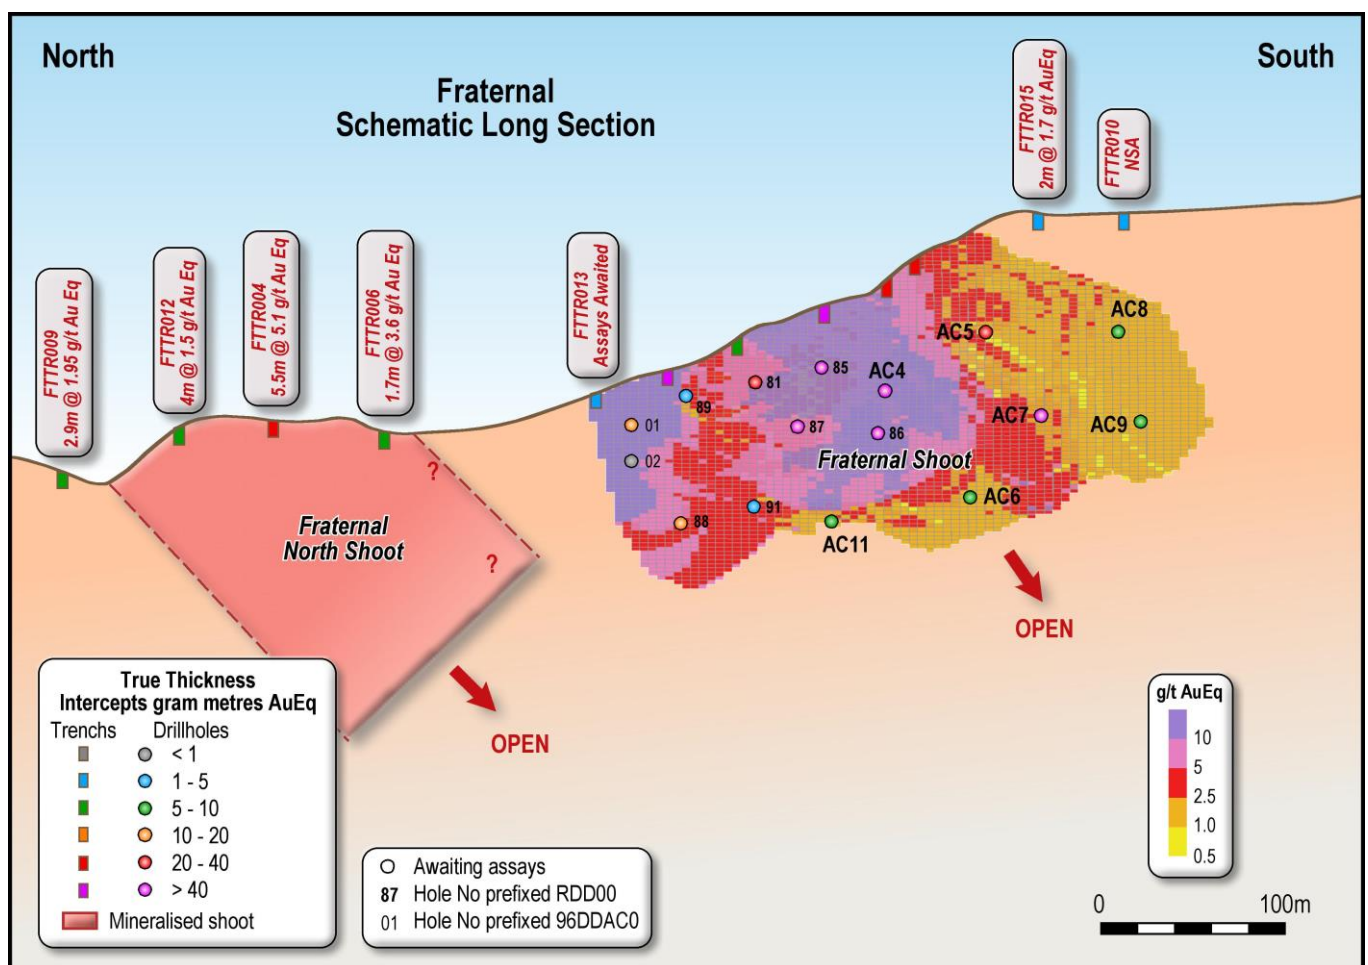 North
South
Fraternal
Schematic Long Section
FTTR009
2.9m @ 1.95 g/t Au Eq
FTTR012
4m @ 1.5 g/t Au Eq
FTTR004
5.5m @ 5.1 g/t Au Eq
FTTR006
1.7m @ 3.6 g/t Au Eq
FTTR013
Assays Awaited
FTTR015
2m @ 1.7 g/t AuEq
FTTR010
NSA
AC8
AC5
85
AC4
81
89
01
87
86
AC7
AC9
02
Fraternal Shoot
AC6
91
88
AC11
?
Fraternal
North Shoot
?
OPEN
OPEN
True Thickness
Intercepts gram metres AuEq
Trenchs Drillholes
< 1
1 - 5
5 - 10
10 - 20
20 - 40
> 40
Mineralised shoot
Awaiting assays
87 Hole No prefixed RDD00
01 Hole No prefixed 96DDAC0
g/t AuEq
10
5
2.5
1.0
0.5
0 100m